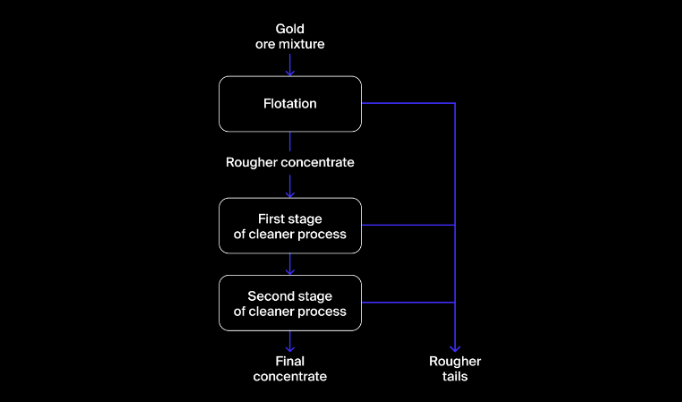 Gold
ore mixture
Flotation
Rougher concentrate
First stage
of cleaner process
Second stage
of cleaner process
Final
concentrate
Rougher
tails